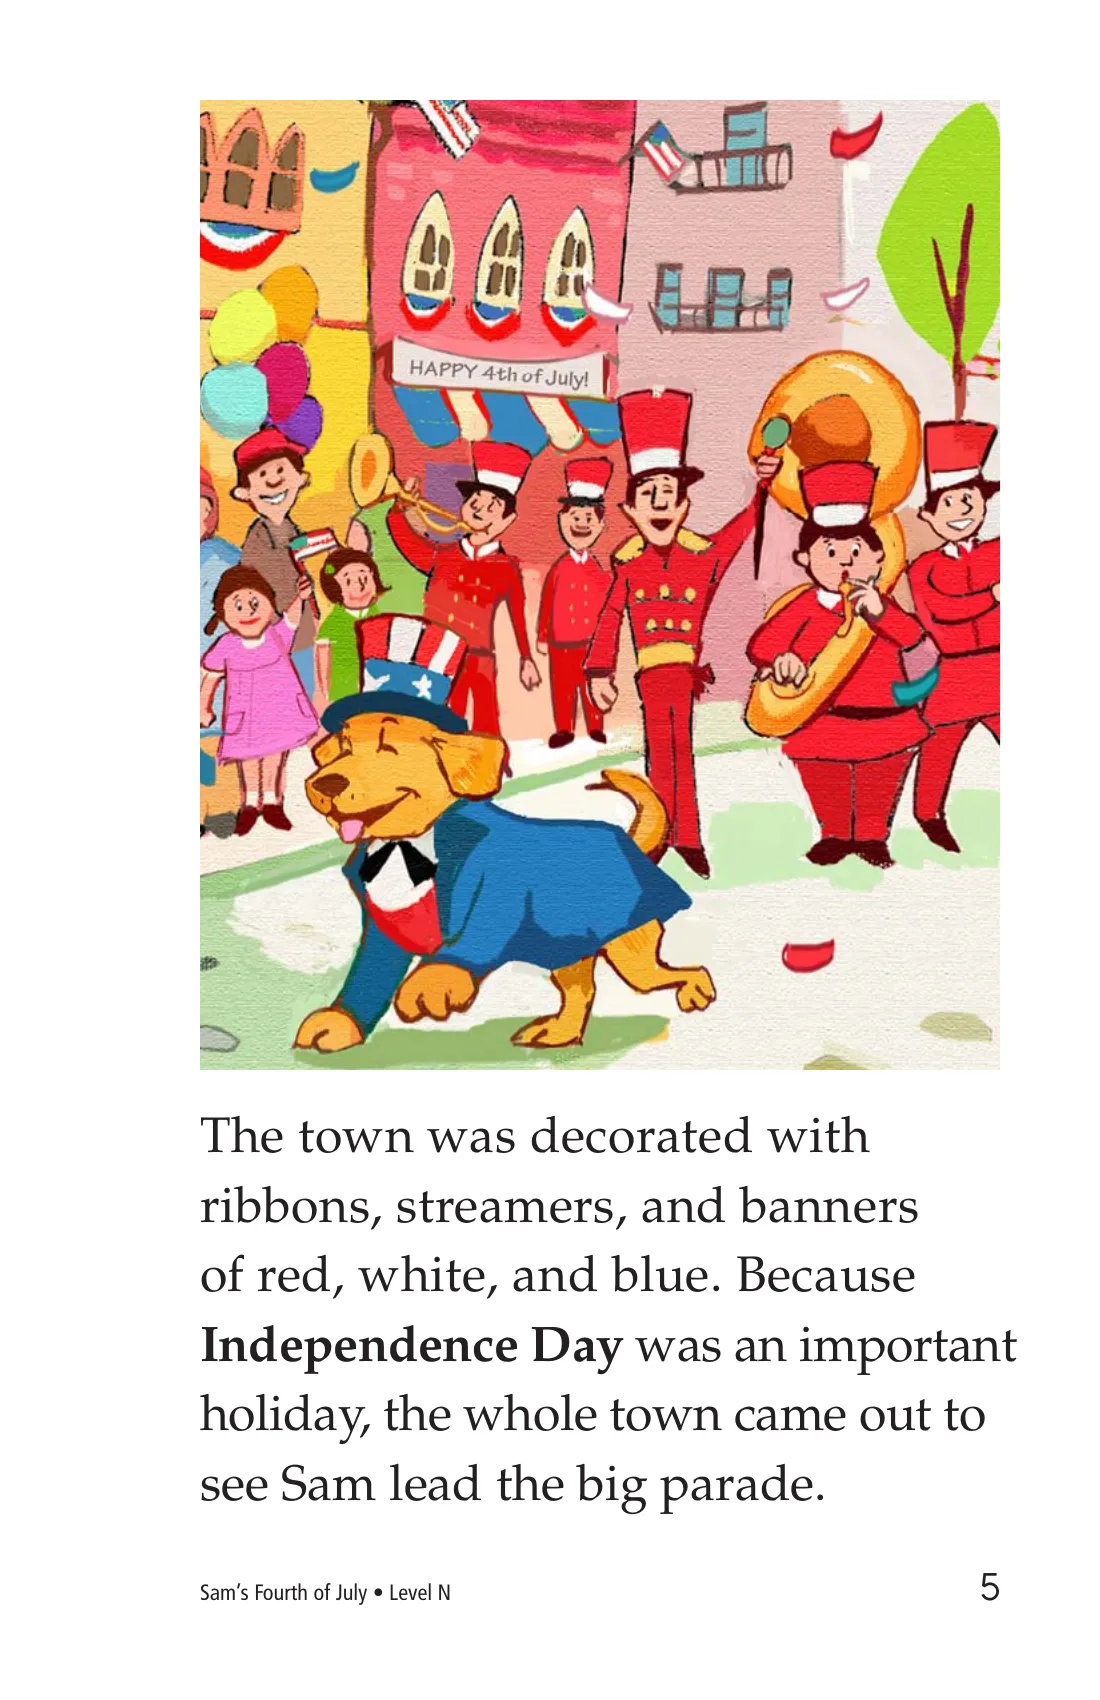 HAPPY 4th of July!
The town was decorated with
ribbons, streamers, and banners
of red, white, and blue. Because
Independence Day was an important
holiday, the whole town came out to
see Sam lead the big parade.
Sam's Fourth of July • Level N
5